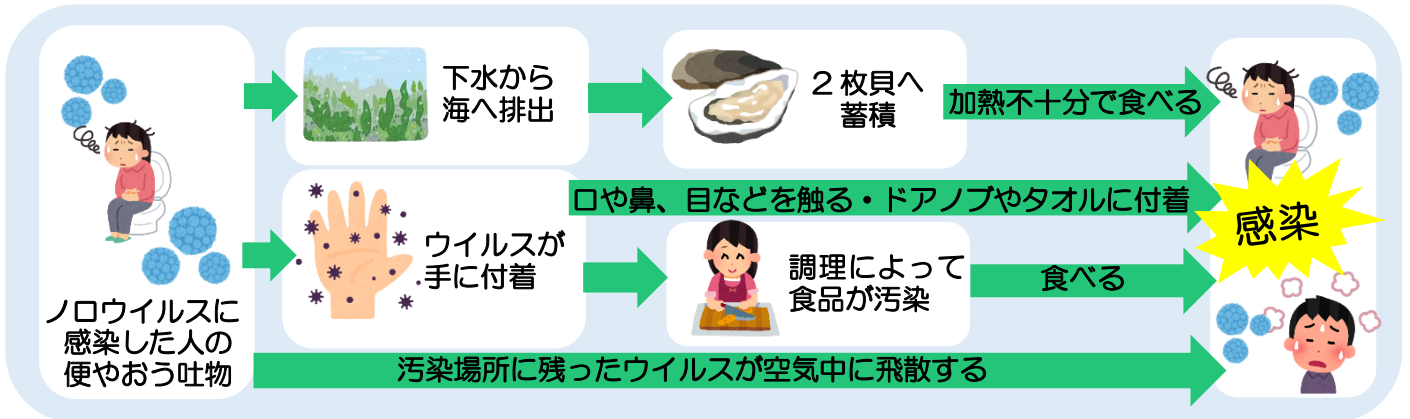 ノロウイルスに
感染した人の
便やおう吐物
下水から
海へ排出
２枚貝へ
蓄積
加熱不十分で食べる
ウイルスが
手に付着
口や鼻、目などを触る・ドアノブやタオルに付着
調理によって
食品が汚染
食べる
汚染場所に残ったウイルスが空気中に飛散する
感染